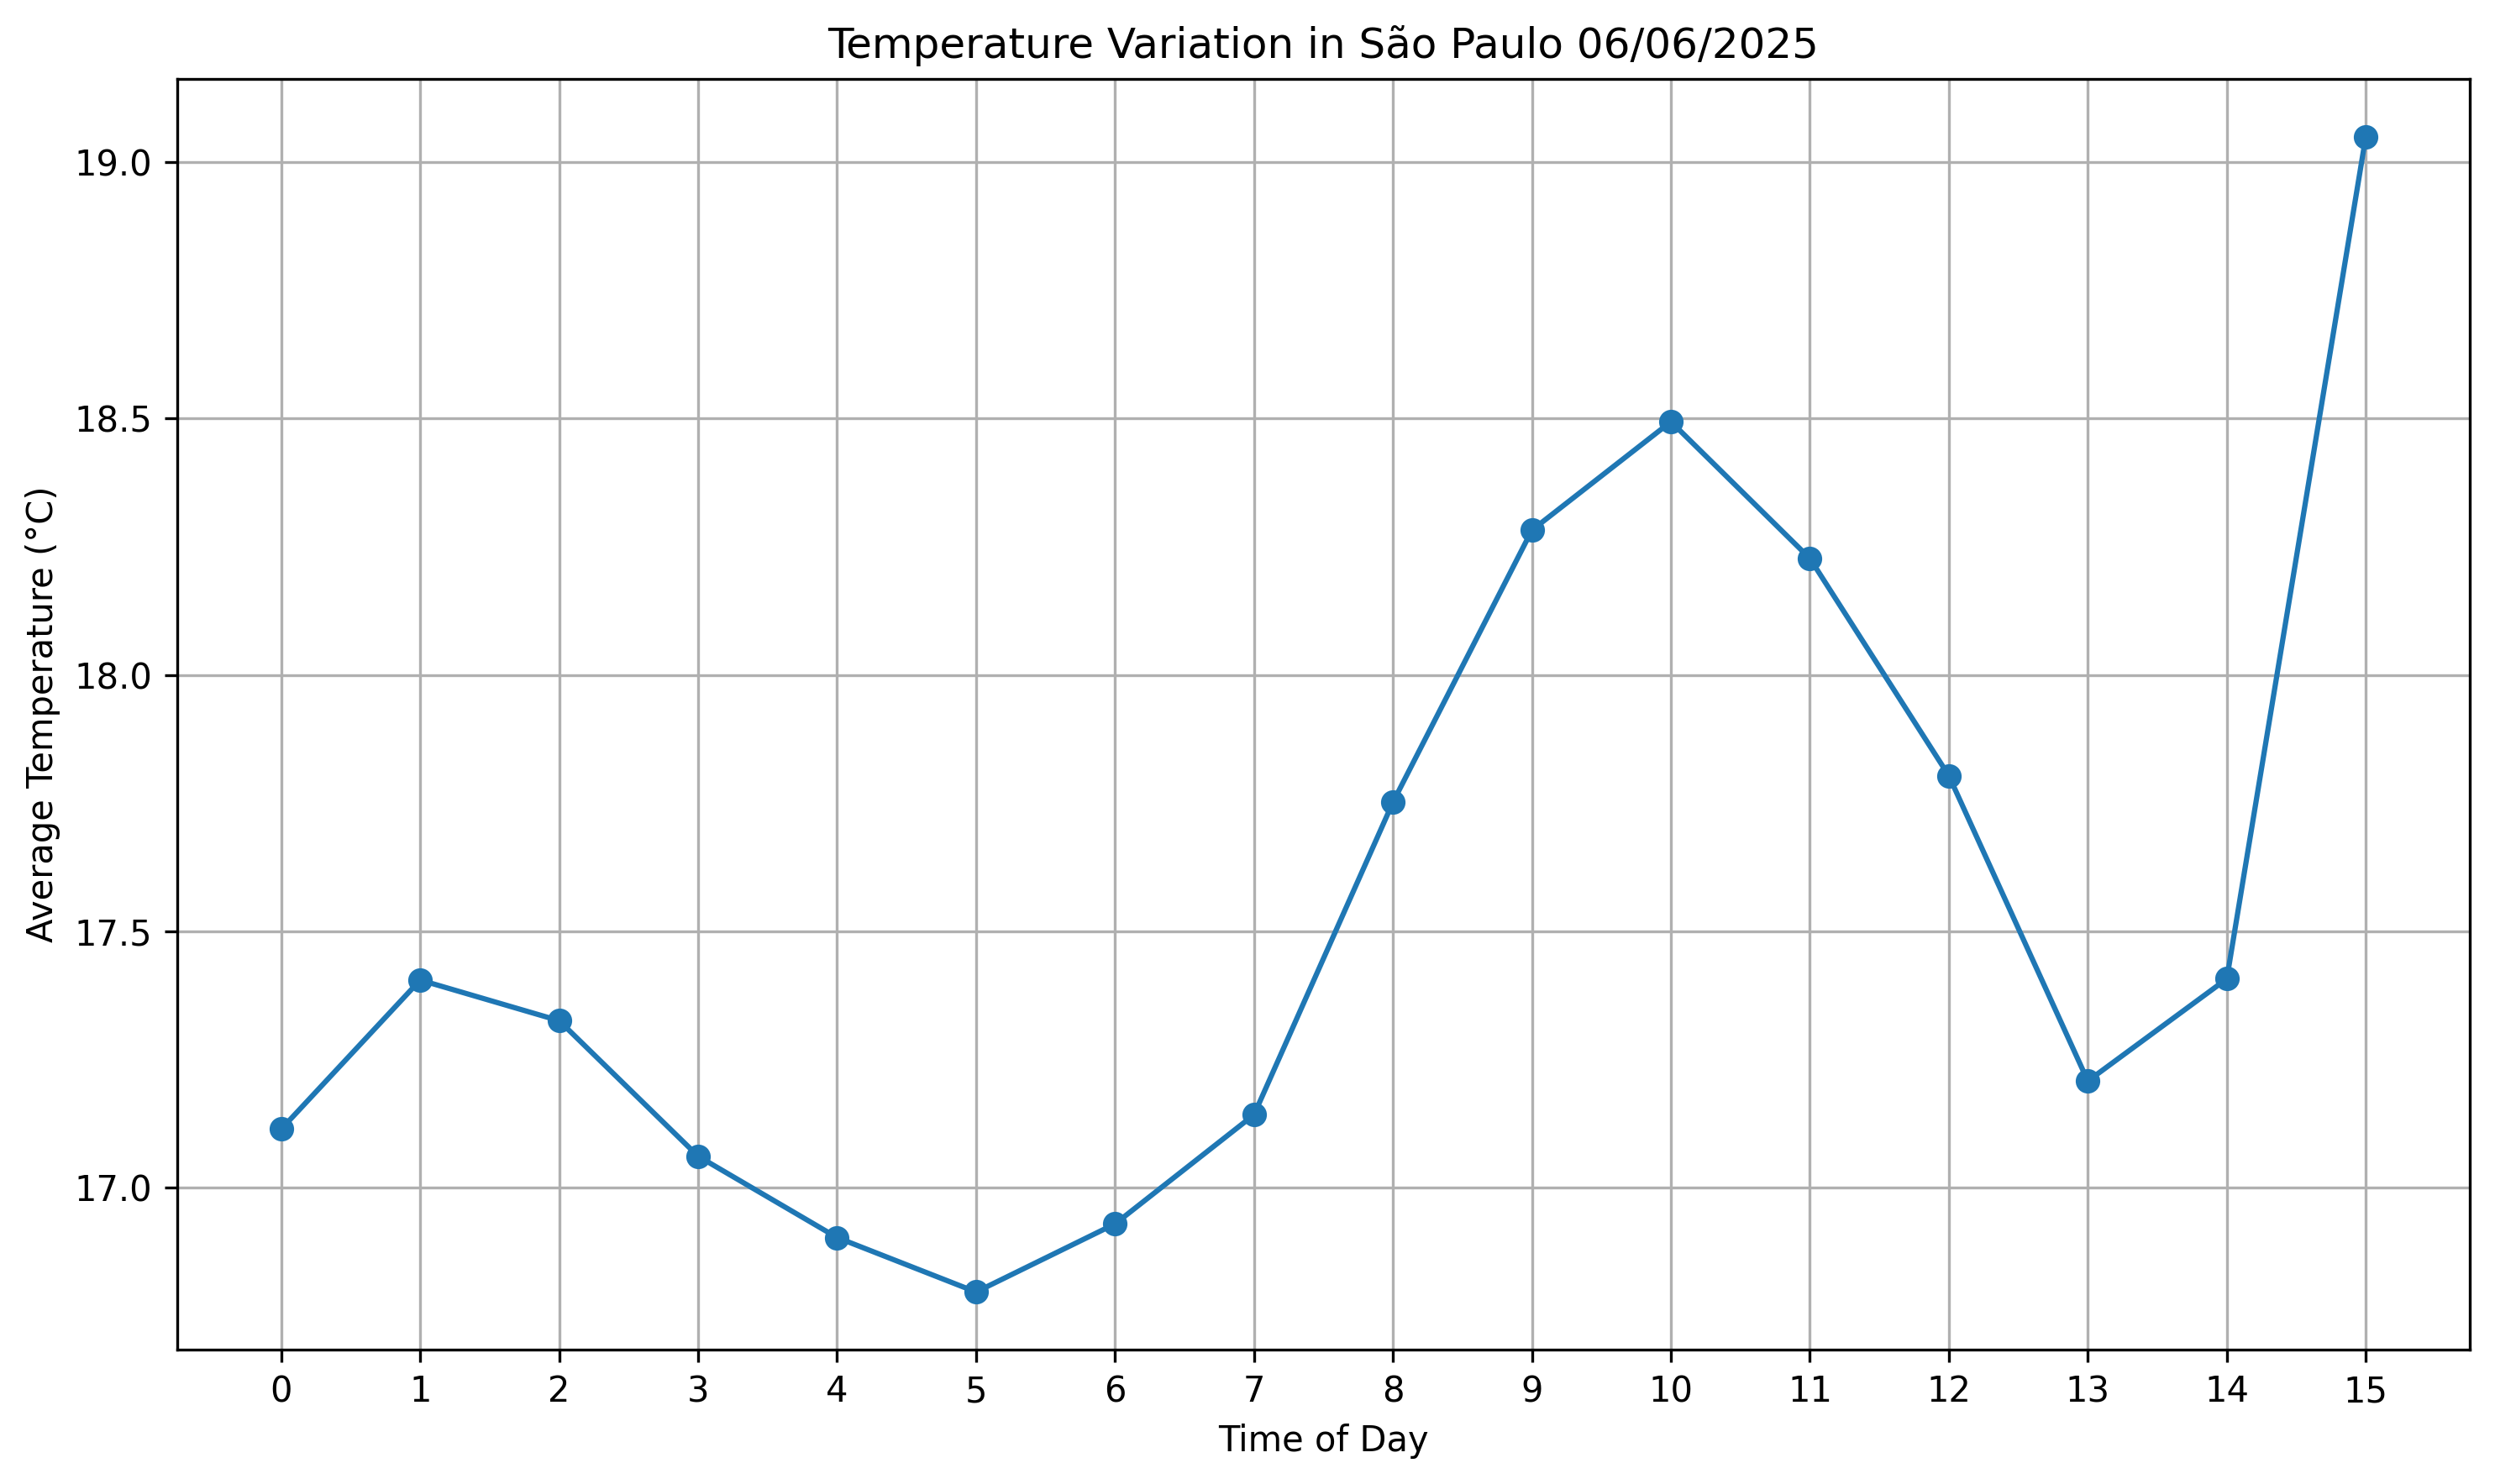 Temperature Variation in São Paulo 06/06/2025
19.0
18.5
18.0
17.5
17.0
Average Temperature (°C)
0 1 2 3 4 5 6 7 8 9 10 11 12 13 14 15
Time of Day